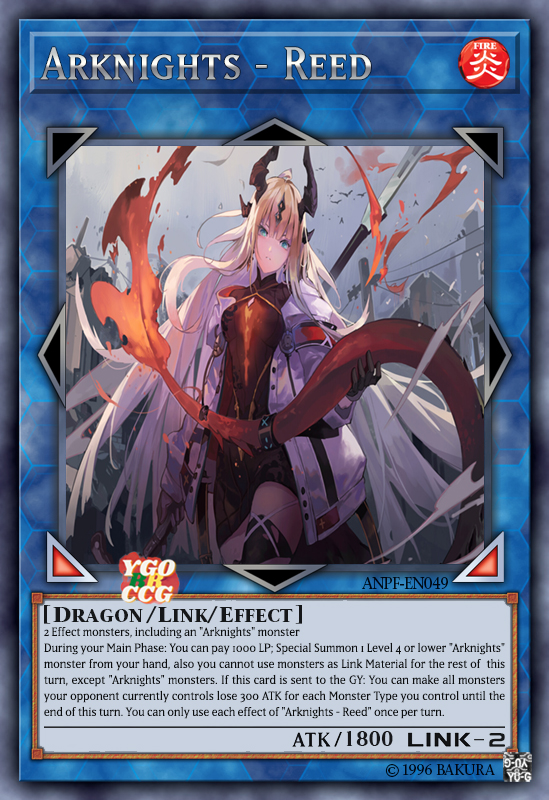 Arknights - Reed
FIRE
炎
YGO
RR
CCG
ANPF-EN049
[Dragon/Link/Effect]
2 Effect monsters, including an "Arknights" monster
During your Main Phase: You can pay 1000 LP; Special Summon 1 Level 4 or lower "Arknights"
monster from your hand, also you cannot use monsters as Link Material for the rest of this
turn, except "Arknights" monsters. If this card is sent to the GY: You can make all monsters
your opponent currently controls lose 300 ATK for each Monster Type you control until the
end of this turn. You can only use each effect of "Arknights - Reed" once per turn.
ATK/1800 LINK-2
© 1996 BAKURA
YU-G